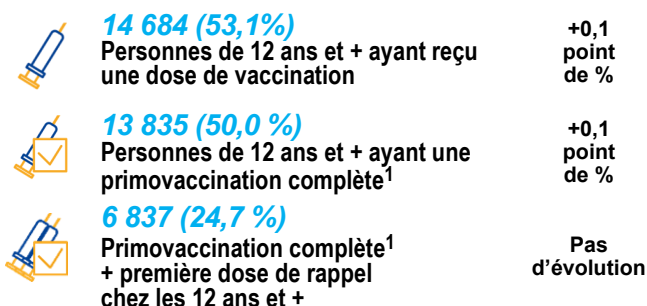 14 684 (53,1%)
Personnes de 12 ans et + ayant reçu
une dose de vaccination
+0,1
point
de %
13 835 (50,0 %)
Personnes de 12 ans et + ayant une
primovaccination complète1
+0,1
point
de %
6 837 (24,7 %)
Primovaccination complète1
+ première dose de rappel
chez les 12 ans et +
Pas
d'évolution